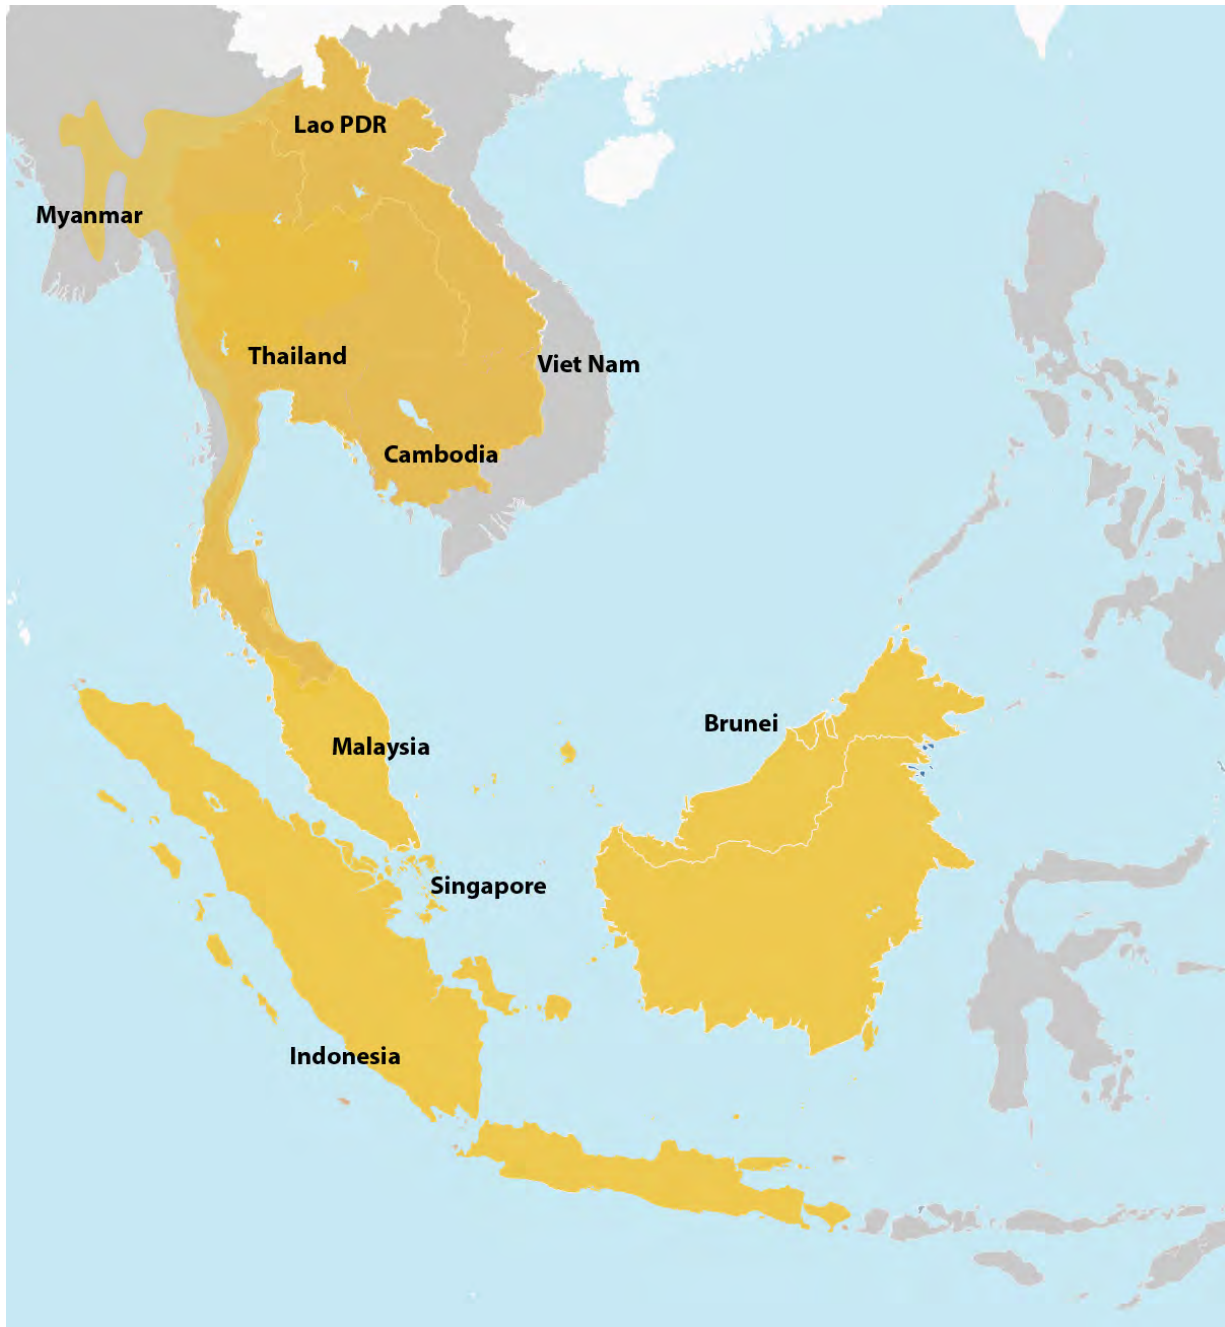 Lao PDR
Myanmar
Thailand
Viet Nam
Cambodia
Brunei
Malaysia
Singapore
Indonesia